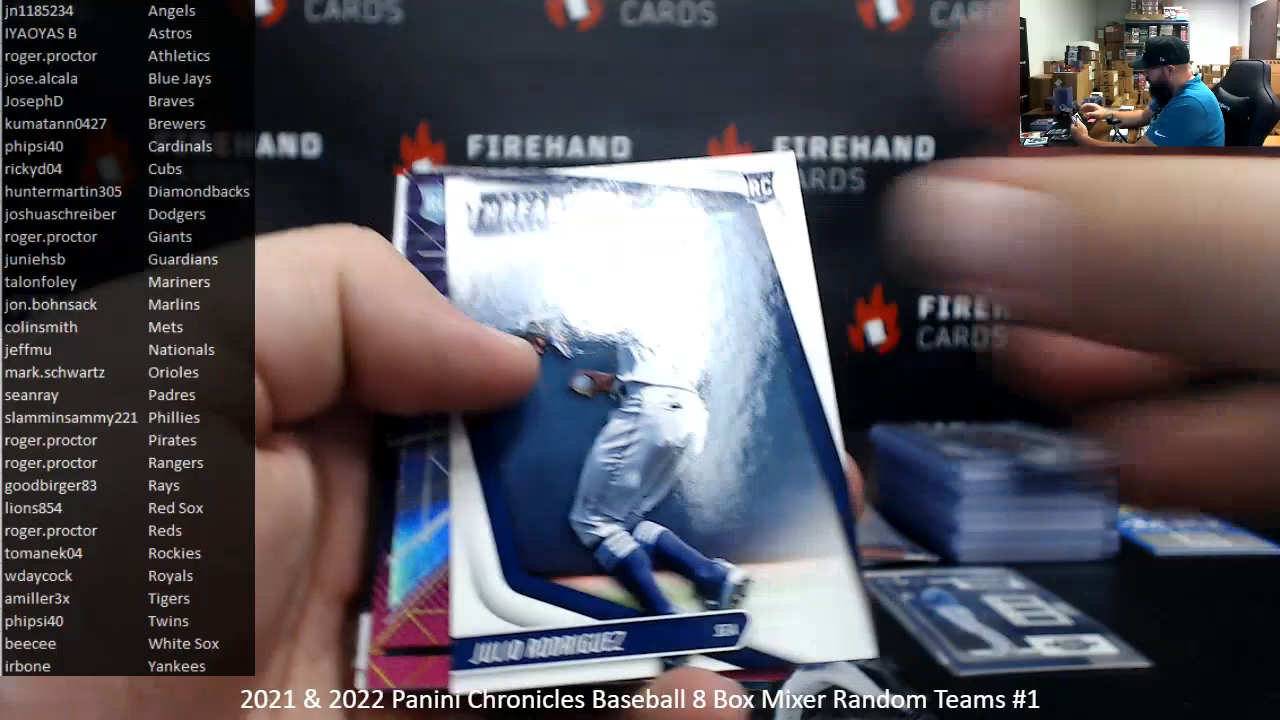 jn1185234 Angels
IYAOYAS B Astros
roger.proctor Athletics
jose.alcala Blue Jays
JosephD Braves
kumatann0427 Brewers
phipsi40 Cardinals
rickyd04 Cubs
huntermartin305 Diamondbacks
joshuaschreiber Dodgers
roger.proctor Giants
juniehsb Guardians
talonfoley Mariners
jon.bohnsack Marlins
colinsmith Mets
jeffmu Nationals
mark.schwartz Orioles
seanray Padres
slamminsammy221 Phillies
roger.proctor Pirates
roger.proctor Rangers
goodbirger83 Rays
lions854 Red Sox
roger.proctor Reds
tomanek04 Rockies
wdaycock Royals
amiller3x Tigers
phipsi40 Twins
beecee White Sox
irbone Yankees
CARDS
CARDS
CARDS
FIREHAND
FIREHAND
CARDS
RC
JULIO RODRIGUEZ
SEA
CARDS
2021 & 2022 Panini Chronicles Baseball 8 Box Mixer Random Teams #1